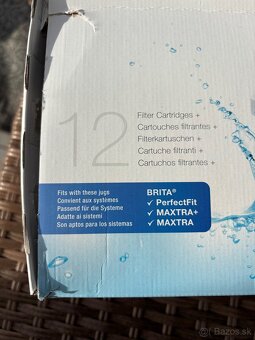 12
Filter Cartridges +
Cartouches filtrantes +
Filterkartuschen +
Cartuche filtranti +
Cartuchos filtrantes +
Fits with these jugs
Convient aux systèmes
Passend für die Systeme
Adatte ai sistemi
Son aptos para los sistemas
BRITA®
✓ PerfectFit
✓ MAXTRA+
✓ MAXTRA
Bazos.sk